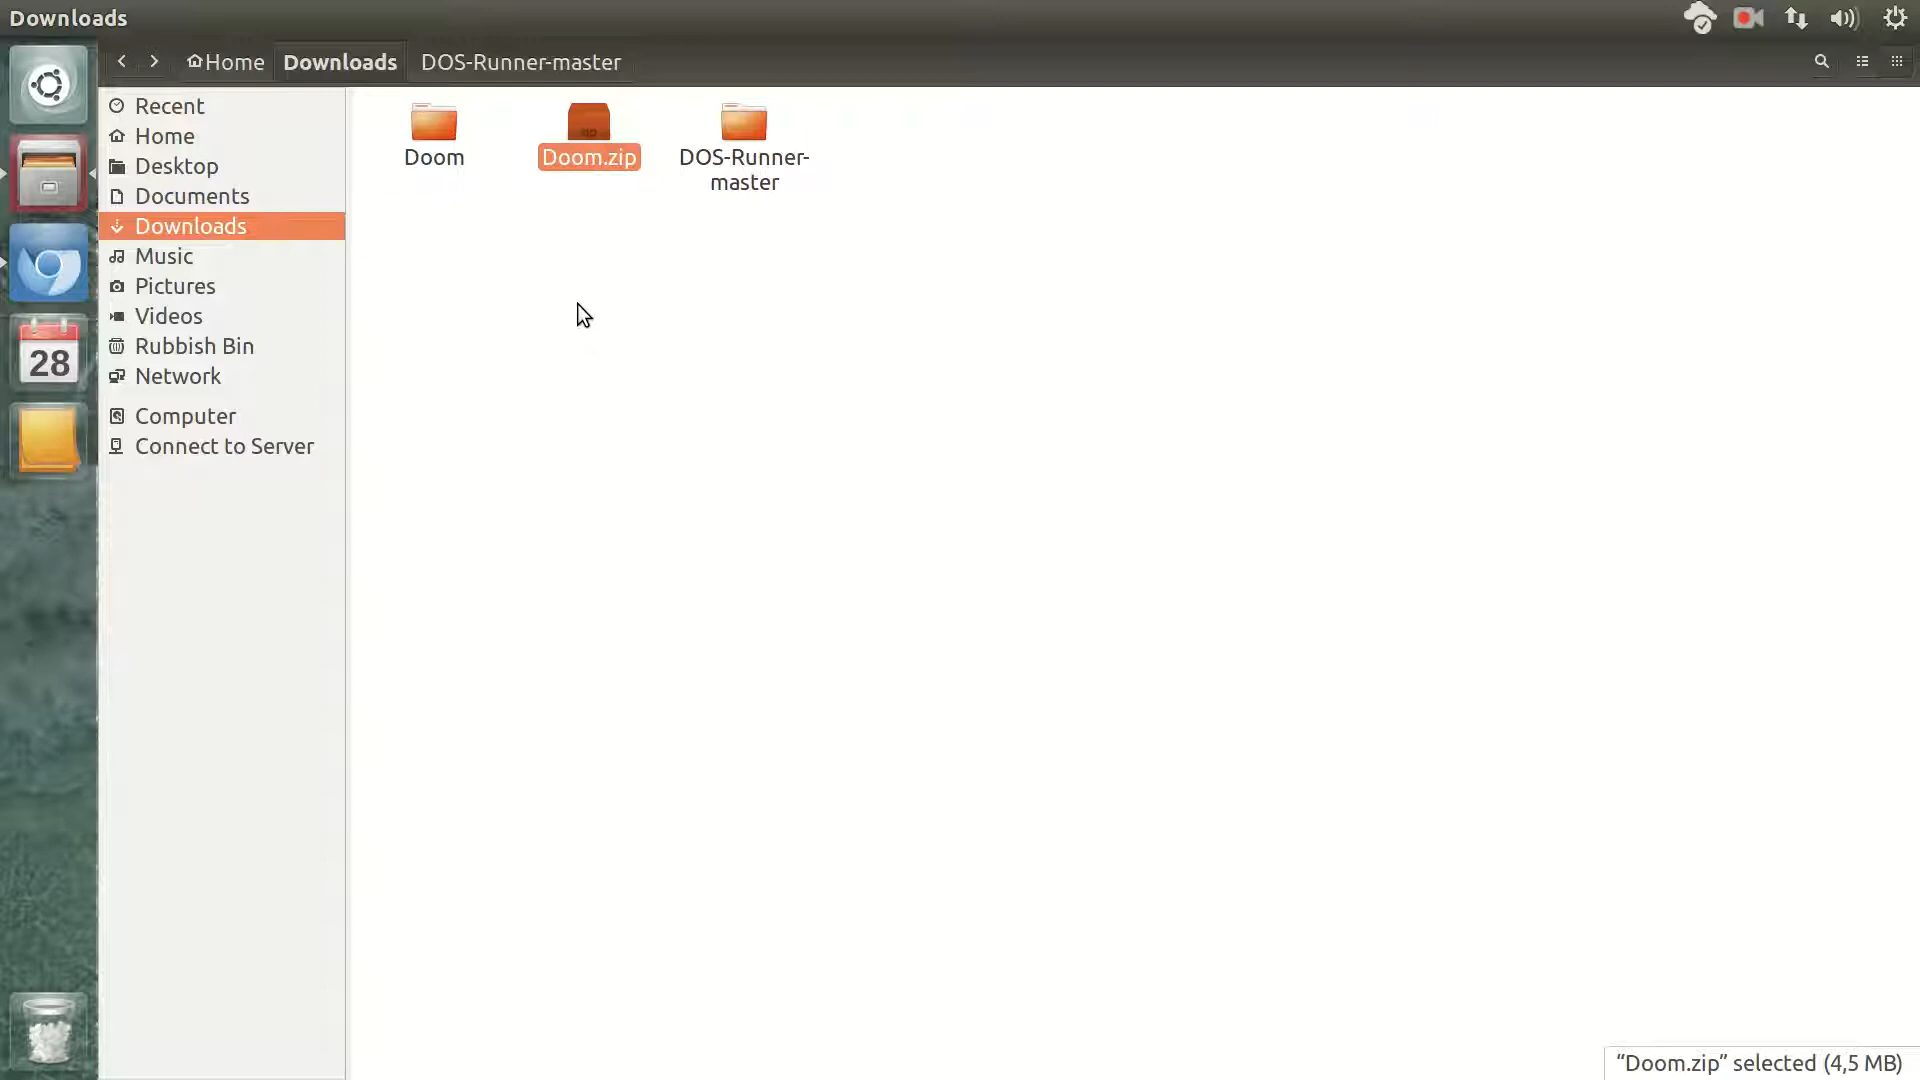 Downloads
Home
Downloads
DOS-Runner-master
Recent
Home
Desktop
Documents
Downloads
Music
Pictures
Videos
Rubbish Bin
Network
Computer
Connect to Server
Doom
Doom.zip
DOS-Runner-
master
28
“Doom.zip” selected (4,5 MB)